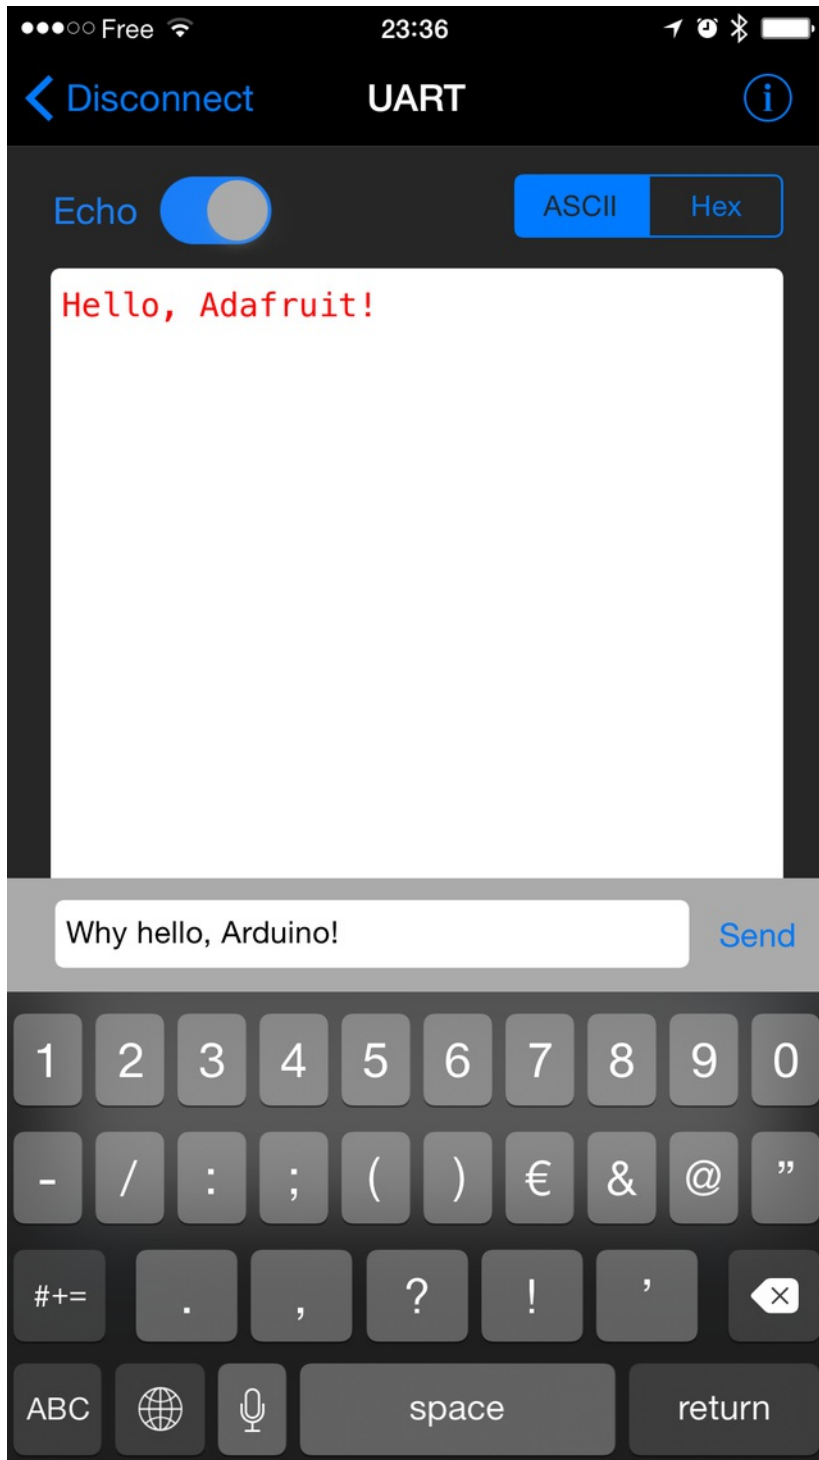 Free 23:36
Disconnect UART i
Echo ASCII Hex
Hello, Adafruit!
Why hello, Arduino! Send
1 2 3 4 5 6 7 8 9 0
- / : ; ( ) € & @ ”
#+= . , ? ! ’
ABC space return